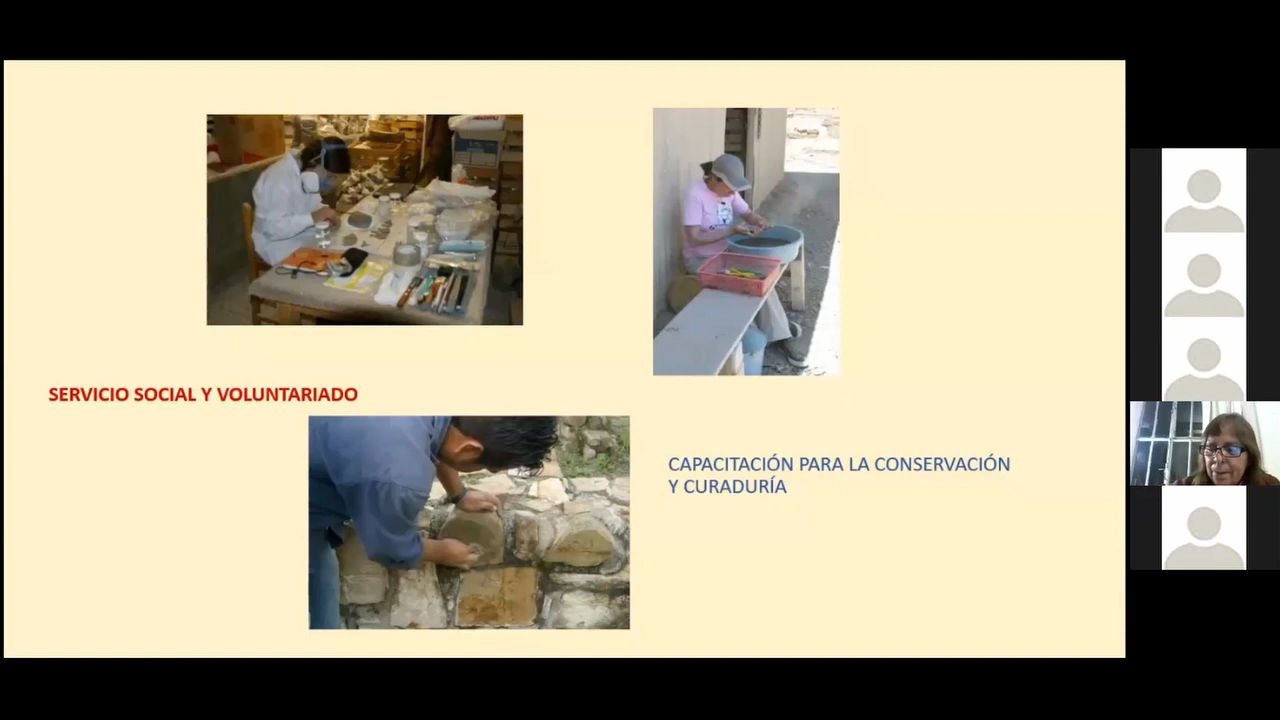 SERVICIO SOCIAL Y VOLUNTARIADO
CAPACITACIÓN PARA LA CONSERVACIÓN
Y CURADURÍA